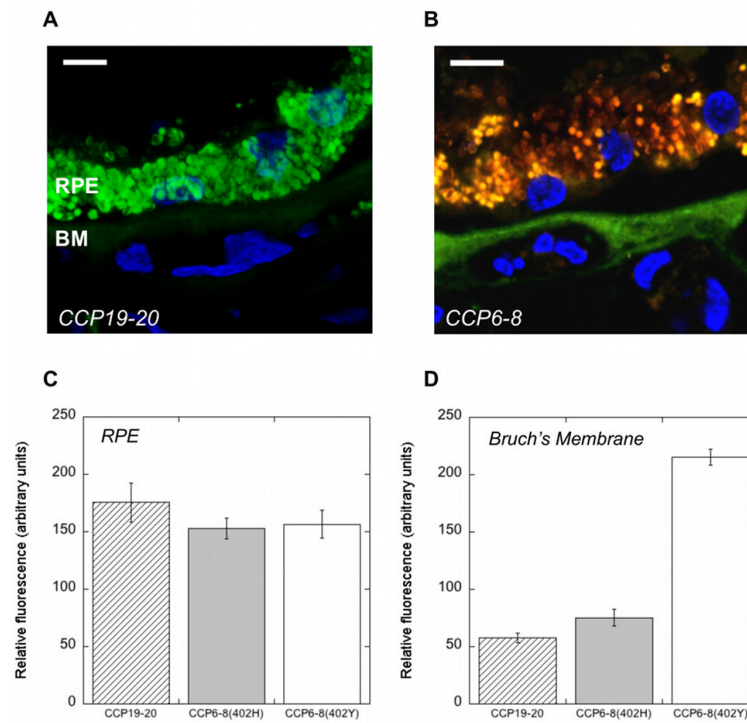 A
B
RPE
BM
CCP19-20
CCP6-8
C
D
250
200
150
100
50
0
Relative fluorescence (arbitrary units)
RPE
CCP19-20
CCP6-8(402H)
CCP6-8(402Y)
250
200
150
100
50
0
Relative fluorescence (arbitrary units)
Bruch's Membrane
CCP19-20
CCP6-8(402H)
CCP6-8(402Y)